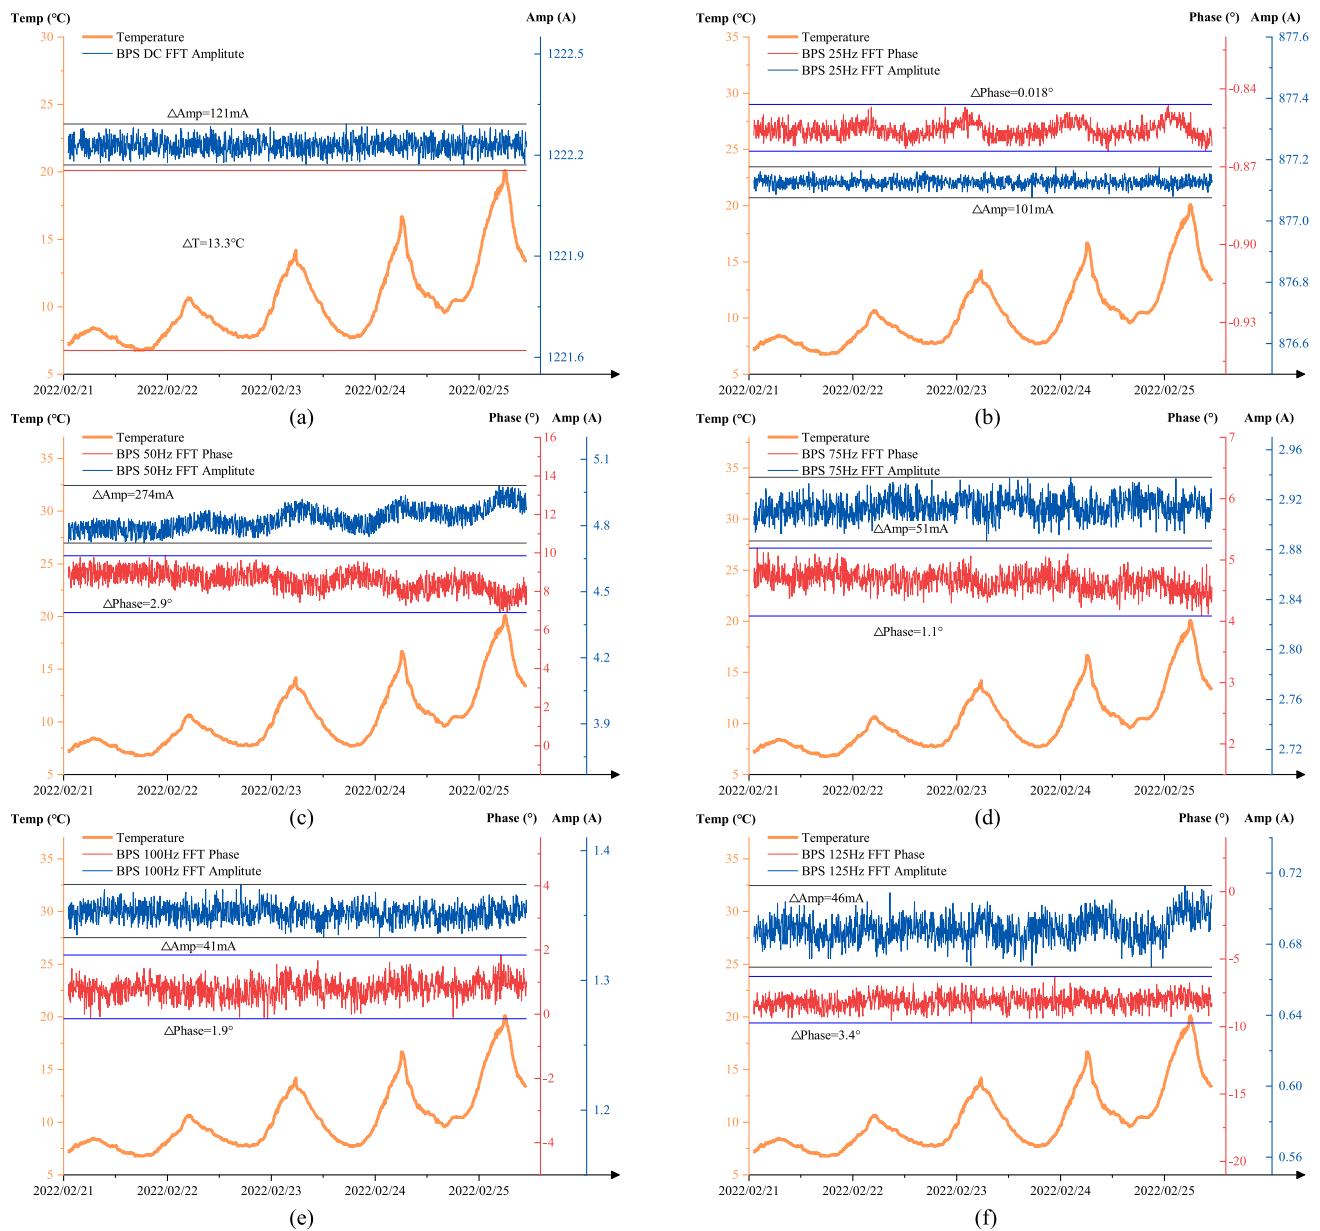 Temp (℃) Amp (A)
30
25
20
15
10
5
Temperature
BPS DC FFT Amplitute
△Amp=121mA
△T=13.3℃
1222.5
1222.2
1221.9
1221.6
2022/02/21 2022/02/22 2022/02/23 2022/02/24 2022/02/25
(a)
Temp (℃) Phase (°) Amp (A)
35
30
25
20
15
10
5
Temperature
BPS 25Hz FFT Phase
BPS 25Hz FFT Amplitute
△Phase=0.018°
△Amp=101mA
-0.84
-0.87
-0.90
-0.93
877.6
877.4
877.2
877.0
876.8
876.6
2022/02/21 2022/02/22 2022/02/23 2022/02/24 2022/02/25
(b)
Temp (℃) Phase (°) Amp (A)
35
30
25
20
15
10
5
Temperature
BPS 50Hz FFT Phase
BPS 50Hz FFT Amplitute
△Amp=274mA
△Phase=2.9°
16
14
12
10
8
6
4
2
0
5.1
4.8
4.5
4.2
3.9
2022/02/21 2022/02/22 2022/02/23 2022/02/24 2022/02/25
(c)
Temp (℃) Phase (°) Amp (A)
35
30
25
20
15
10
5
Temperature
BPS 75Hz FFT Phase
BPS 75Hz FFT Amplitute
△Amp=51mA
△Phase=1.1°
7
6
5
4
3
2
2.96
2.92
2.88
2.84
2.80
2.76
2.72
2022/02/21 2022/02/22 2022/02/23 2022/02/24 2022/02/25
(d)
Temp (℃) Phase (°) Amp (A)
35
30
25
20
15
10
5
Temperature
BPS 100Hz FFT Phase
BPS 100Hz FFT Amplitute
△Amp=41mA
△Phase=1.9°
4
2
0
-2
-4
1.4
1.3
1.2
2022/02/21 2022/02/22 2022/02/23 2022/02/24 2022/02/25
(e)
Temp (℃) Phase (°) Amp (A)
35
30
25
20
15
10
5
Temperature
BPS 125Hz FFT Phase
BPS 125Hz FFT Amplitute
△Amp=46mA
△Phase=3.4°
0
-5
-10
-15
-20
0.72
0.68
0.64
0.60
0.56
2022/02/21 2022/02/22 2022/02/23 2022/02/24 2022/02/25
(f)